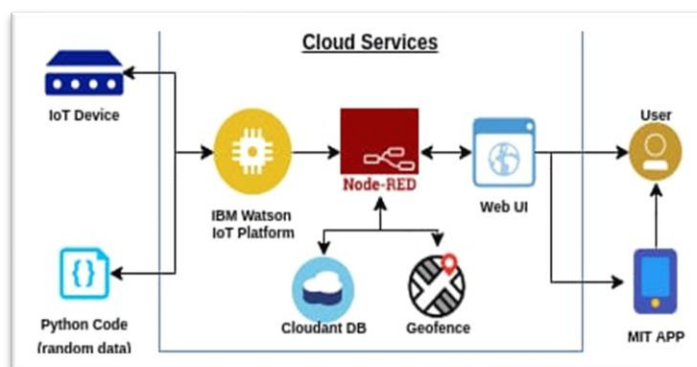 Cloud Services
IoT Device
IBM Watson
IoT Platform
Node-RED
Web UI
User
Python Code
(random data)
Cloudant DB
Geofence
MIT APP